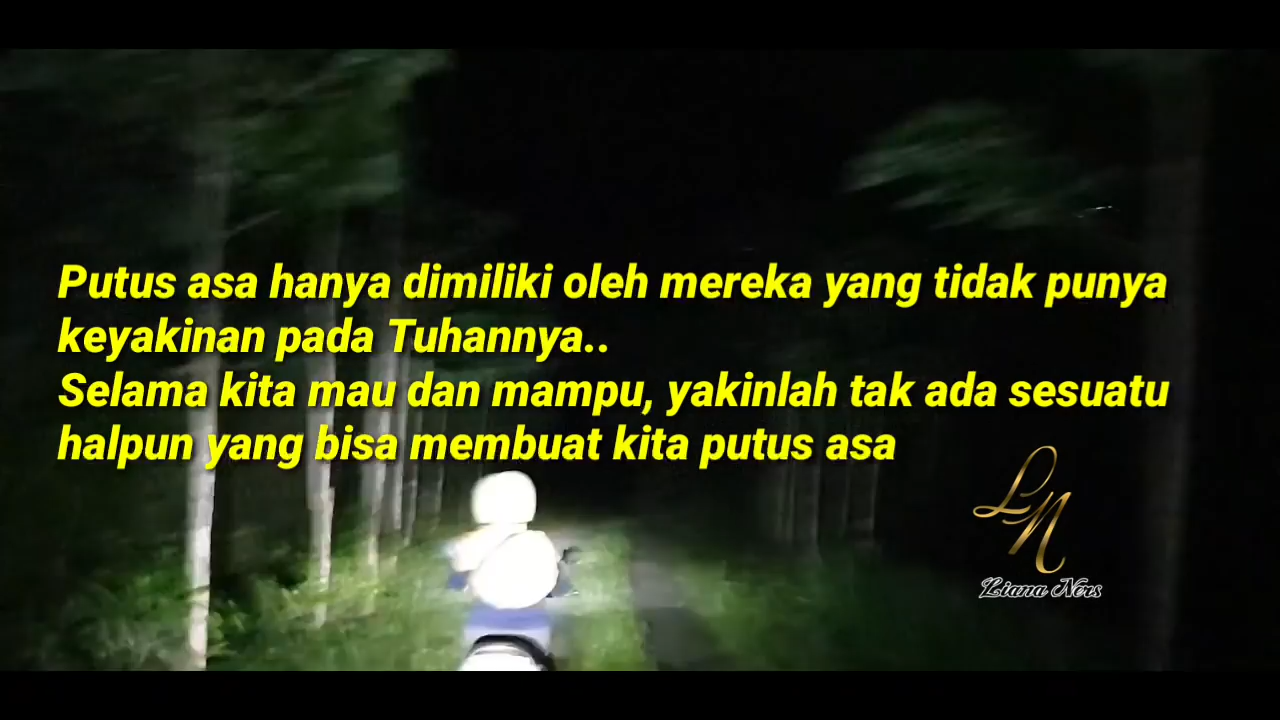 Putus asa hanya dimiliki oleh mereka yang tidak punya
keyakinan pada Tuhannya..
Selama kita mau dan mampu, yakinlah tak ada sesuatu
halpun yang bisa membuat kita putus asa
LN
Liana Ners